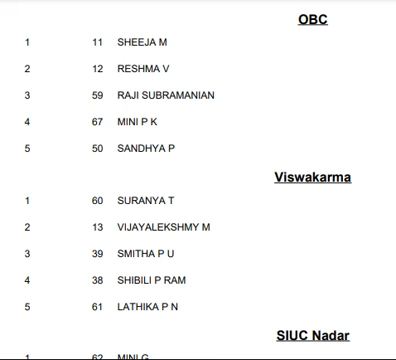 OBC
1 11 SHEEJA M
2 12 RESHMA V
3 59 RAJI SUBRAMANIAN
4 67 MINI P K
5 50 SANDHYA P
Viswakarma
1 60 SURANYA T
2 13 VIJAYALEKSHMY M
3 39 SMITHA P U
4 38 SHIBILI P RAM
5 61 LATHIKA P N
SIUC Nadar
1 62 MINI G